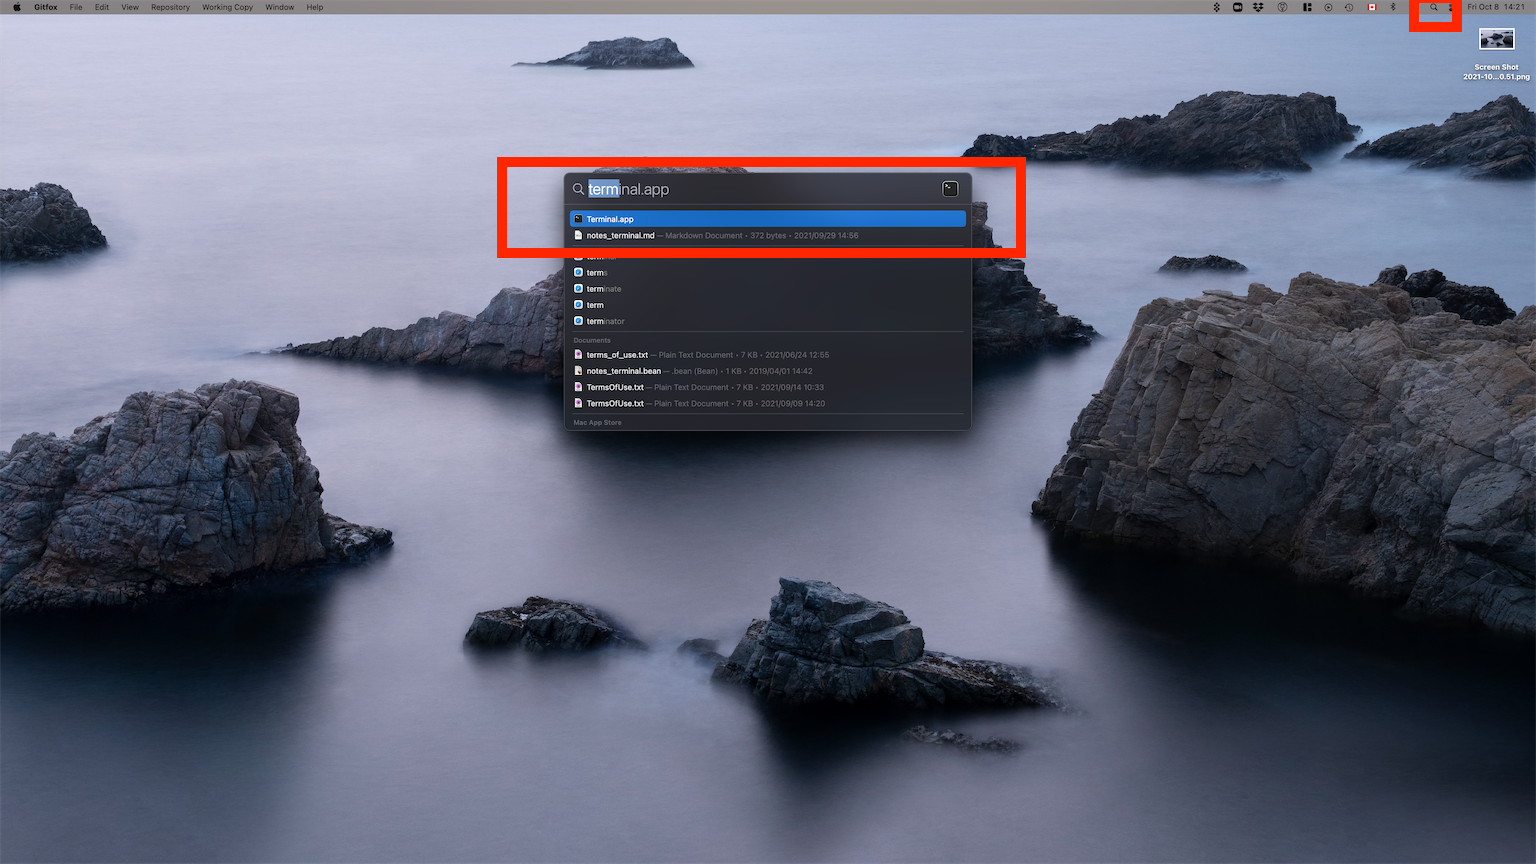 Gitfox File Edit View Repository Working Copy Window Help
Fri Oct 8 14:21
Screen Shot
2021-10...0.51.png
terminal.app
Terminal.app
notes_terminal.md — Markdown Document • 372 bytes • 2021/09/29 14:56
terms
terminate
term
terminator
Documents
terms_of_use.txt — Plain Text Document • 7 KB • 2021/06/24 12:55
notes_terminal.bean — .bean (Bean) • 1 KB • 2019/04/01 14:42
TermsOfUse.txt — Plain Text Document • 7 KB • 2021/09/14 10:33
TermsOfUse.txt — Plain Text Document • 7 KB • 2021/09/09 14:20
Mac App Store